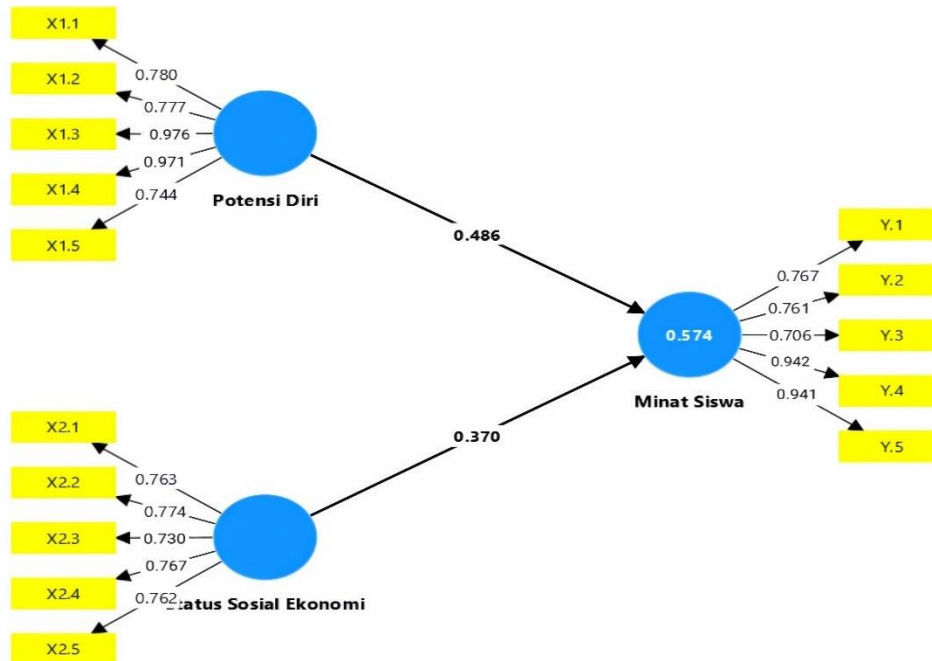 X1.1
X1.2
X1.3
X1.4
X1.5
0.780
0.777
0.976
0.971
0.744
Potensi Diri
0.486
X2.1
X2.2
X2.3
X2.4
X2.5
0.763
0.774
0.730
0.767
0.762
Sosial Ekonomi
0.370
0.574
Minat Siswa
0.767
0.761
0.706
0.942
0.941
Y.1
Y.2
Y.3
Y.4
Y.5